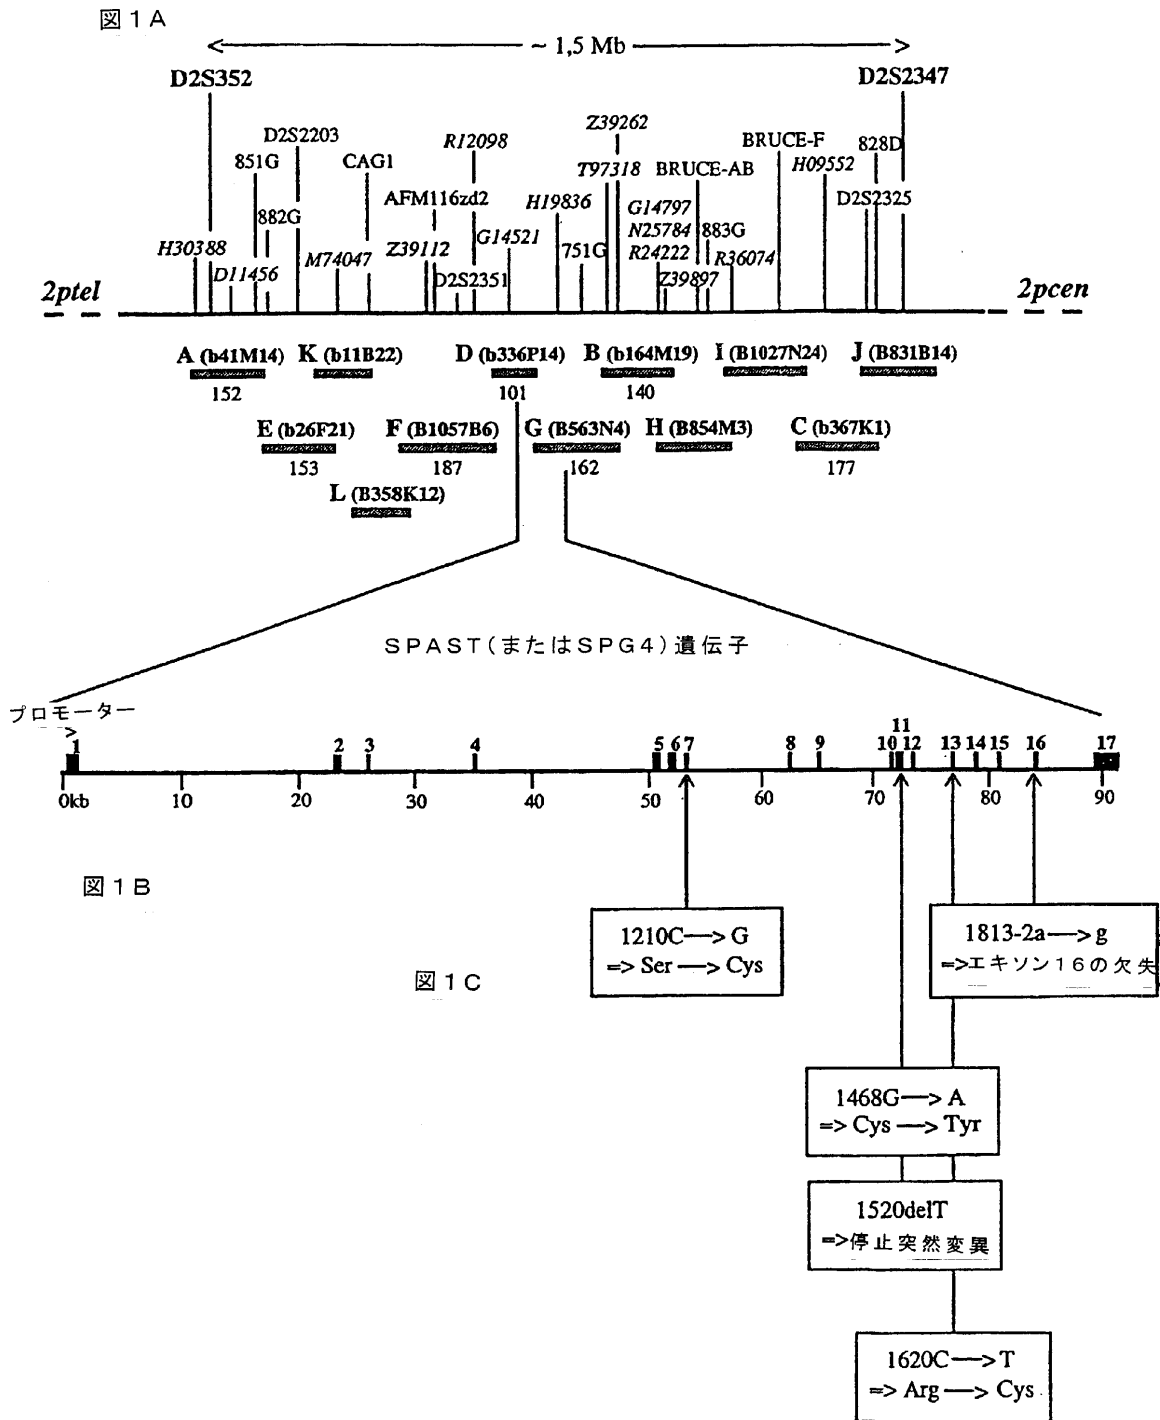 図1A
~ 1,5 Mb
D2S352
D2S2347
Z39262
D2S2203
R12098
BRUCE-F
828D
851G
CAG1
T97318
BRUCE-AB
H09552
AFM116zd2
H19836
D2S2325
882G
G14797
G14521
N25784
883G
H30388
M74047
Z39112
751G
R24222
R36074
D11456
D2S2351
Z39897
2ptel
2pcen
A (b41M14)
K (b11B22)
D (b336P14)
B (b164M19)
I (B1027N24)
J (B831B14)
152
101
140
E (b26F21)
F (B1057B6)
G (B563N4)
H (B854M3)
C (b367K1)
153
187
162
177
L (B358K12)
SPAST(またはSPG4)遺伝子
プロモーター
>
1 2 3 4 5 6 7 8 9 10 11 12 13 14 15 16 17
0kb 10 20 30 40 50 60 70 80 90
図1B
1210C—> G
=> Ser —> Cys
1813-2a—> g
=>エキソン16の欠失
図1C
1468G—> A
=> Cys —> Tyr
1520delT
=>停止突然変異
1620C—> T
=> Arg —> Cys